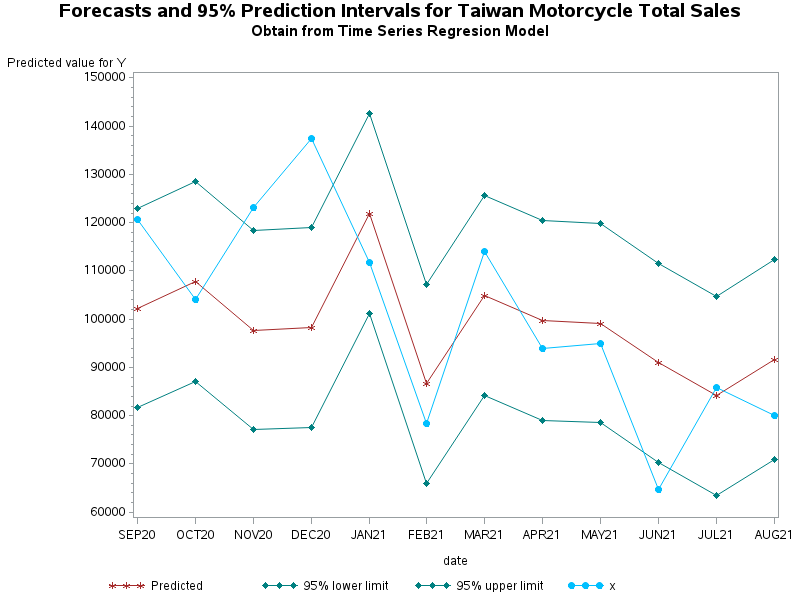 Forecasts and 95% Prediction Intervals for Taiwan Motorcycle Total Sales
Obtain from Time Series Regresion Model
Predicted value for Y
150000
140000
130000
120000
110000
100000
90000
80000
70000
60000
SEP20 OCT20 NOV20 DEC20 JAN21 FEB21 MAR21 APR21 MAY21 JUN21 JUL21 AUG21
date
Predicted 95% lower limit 95% upper limit x